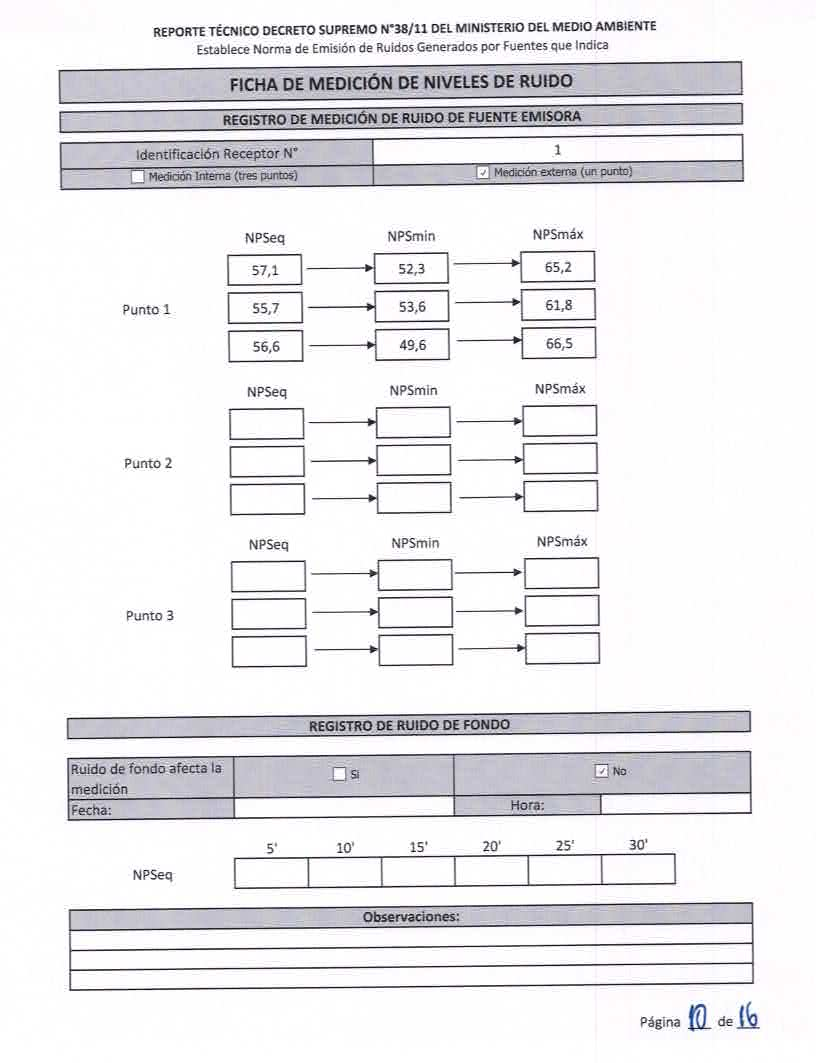 REPORTE TÉCNICO DECRETO SUPREMO N°38/11 DEL MINISTERIO DEL MEDIO AMBIENTE
Establece Norma de Emisión de Ruidos Generados por Fuentes que Indica
FICHA DE MEDICIÓN DE NIVELES DE RUIDO
REGISTRO DE MEDICIÓN DE RUIDO DE FUENTE EMISORA
Identificación Receptor N° 1
Medición Interna (tres puntos) ✓ Medición externa (un punto)
NPSeq NPSmin NPSmáx
57,1 52,3 65,2
Punto 1 55,7 53,6 61,8
56,6 49,6 66,5
NPSeq NPSmin NPSmáx
Punto 2
NPSeq NPSmin NPSmáx
Punto 3
REGISTRO DE RUIDO DE FONDO
Ruido de fondo afecta la
medición
Si ✓ No
Fecha: Hora:
5' 10' 15' 20' 25' 30'
NPSeq
Observaciones:
Página 10 de 16